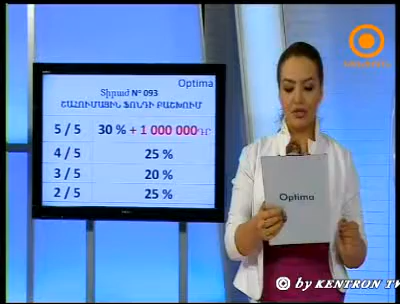 Optima
Տիրաժ № 093
ՇԱՀՈՒՄԱՅԻՆ ՖՈՆԴԻ ԲԱՇԽՈՒՄ
5 / 5 30 % + 1 000 000 ԴՐ
4 / 5 25 %
3 / 5 20 %
2 / 5 25 %
Optima
© by KENTRON TV